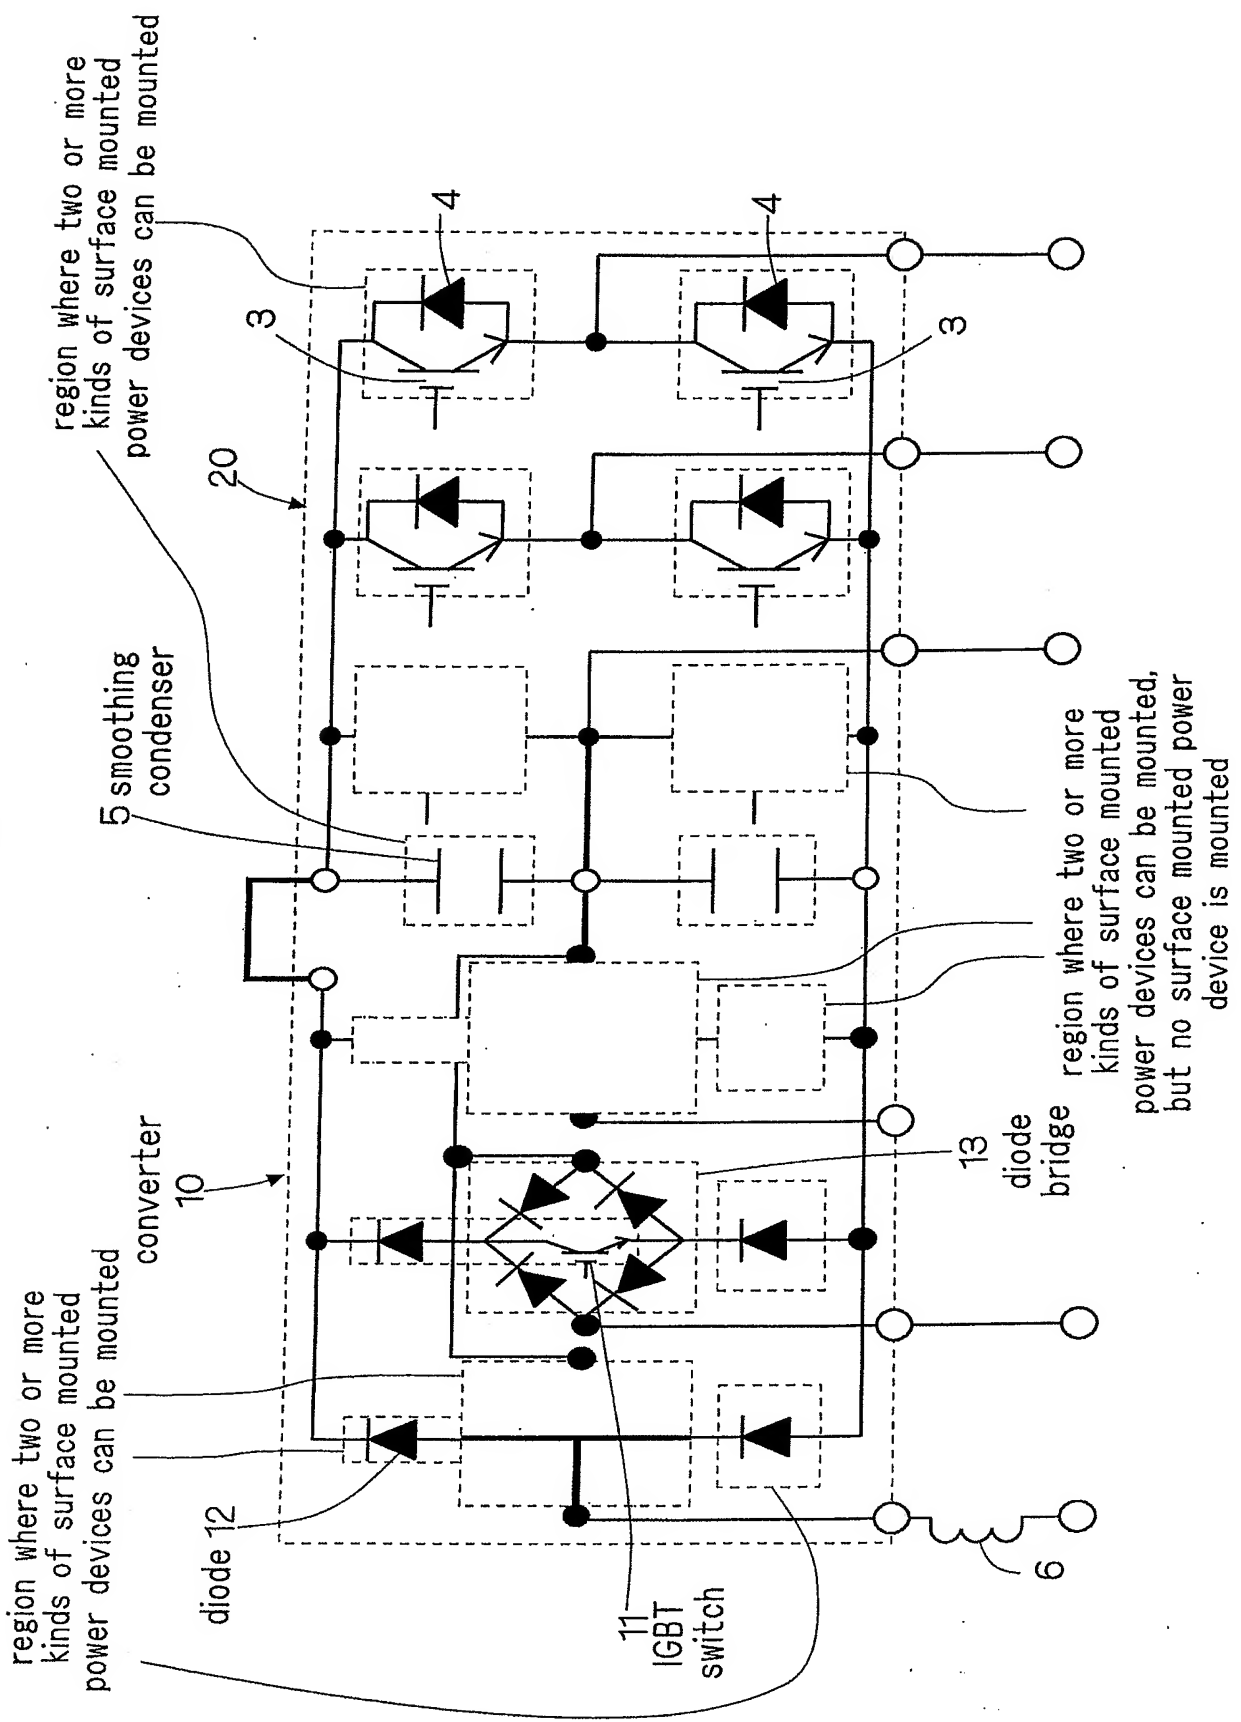 region where two or more
kinds of surface mounted
power devices can be mounted
diode 12
converter
10
5 smoothing
condenser
20
region where two or more
kinds of surface mounted
power devices can be mounted
3
4
4
3
11
IGBT
switch
13
diode
bridge
6
region where two or more
kinds of surface mounted
power devices can be mounted,
but no surface mounted power
device is mounted